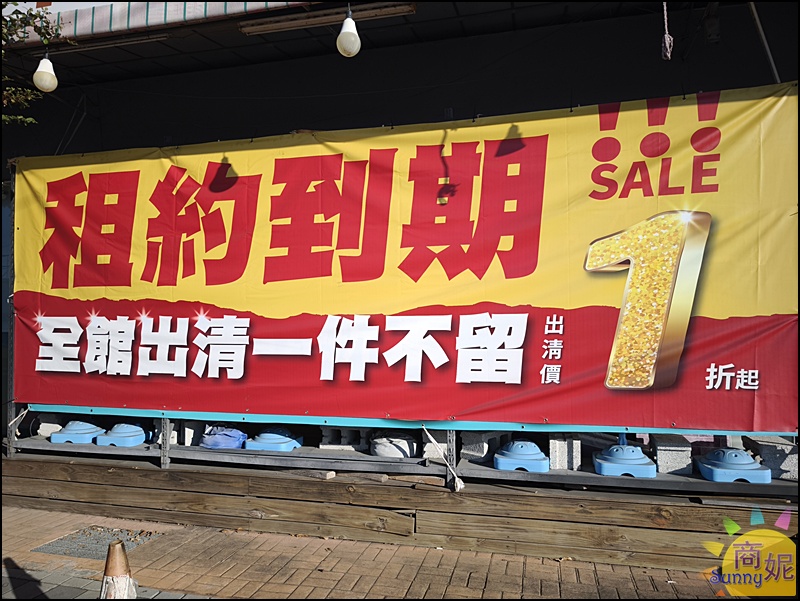 租約到期
!!!
SALE
全館出清一件不留
出清價
1
折起
商妮
Sunny